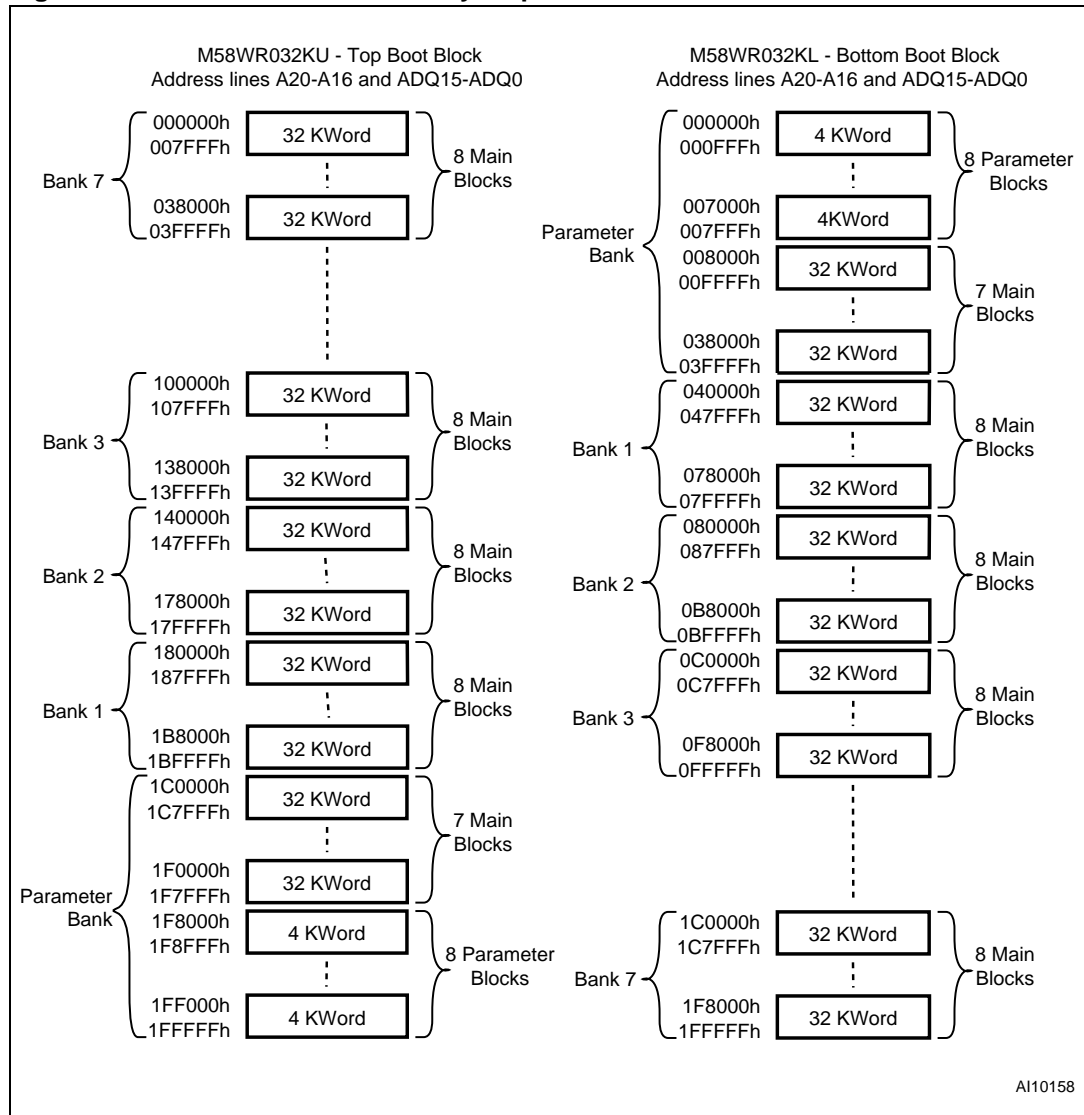 M58WR032KU - Top Boot Block
Address lines A20-A16 and ADQ15-ADQ0
Bank 7
000000h
007FFFh
32 KWord
038000h
03FFFFh
32 KWord
8 Main
Blocks
Bank 3
100000h
107FFFh
32 KWord
138000h
13FFFFh
32 KWord
8 Main
Blocks
Bank 2
140000h
147FFFh
32 KWord
178000h
17FFFFh
32 KWord
8 Main
Blocks
Bank 1
180000h
187FFFh
32 KWord
1B8000h
1BFFFFh
32 KWord
8 Main
Blocks
Parameter
Bank
1C0000h
1C7FFFh
32 KWord
1F0000h
1F7FFFh
32 KWord
7 Main
Blocks
1F8000h
1F8FFFh
4 KWord
1FF000h
1FFFFFh
4 KWord
8 Parameter
Blocks
M58WR032KL - Bottom Boot Block
Address lines A20-A16 and ADQ15-ADQ0
Parameter
Bank
000000h
000FFFh
4 KWord
007000h
007FFFh
4KWord
8 Parameter
Blocks
008000h
00FFFFh
32 KWord
038000h
03FFFFh
32 KWord
7 Main
Blocks
Bank 1
040000h
047FFFh
32 KWord
078000h
07FFFFh
32 KWord
8 Main
Blocks
Bank 2
080000h
087FFFh
32 KWord
0B8000h
0BFFFFh
32 KWord
8 Main
Blocks
Bank 3
0C0000h
0C7FFFh
32 KWord
0F8000h
0FFFFFh
32 KWord
8 Main
Blocks
Bank 7
1C0000h
1C7FFFh
32 KWord
1F8000h
1FFFFFh
32 KWord
8 Main
Blocks
AI10158